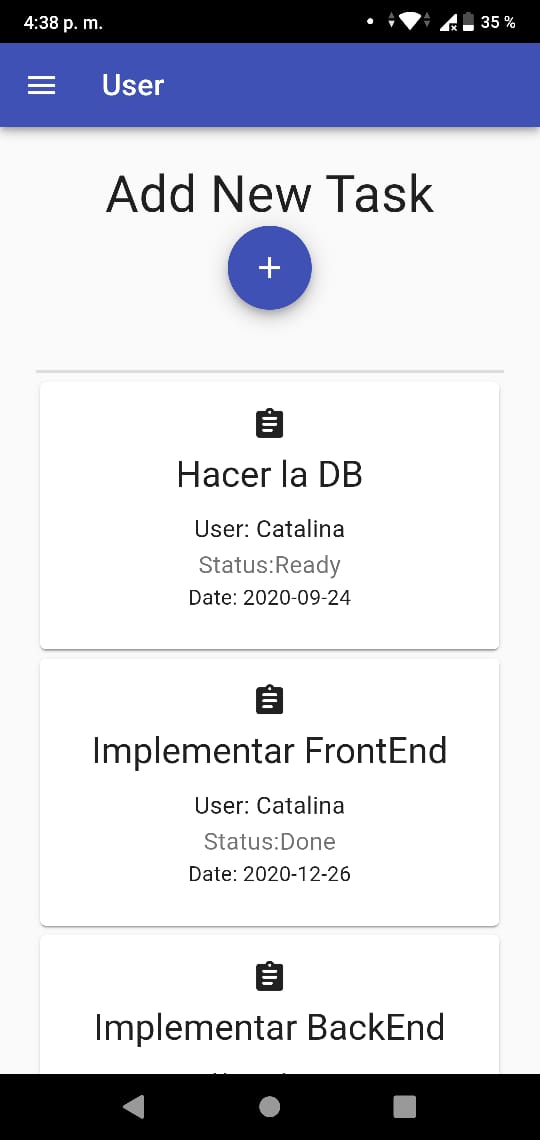 4:38 p. m.
35 %
User
Add New Task
Hacer la DB
User: Catalina
Status:Ready
Date: 2020-09-24
Implementar FrontEnd
User: Catalina
Status:Done
Date: 2020-12-26
Implementar BackEnd